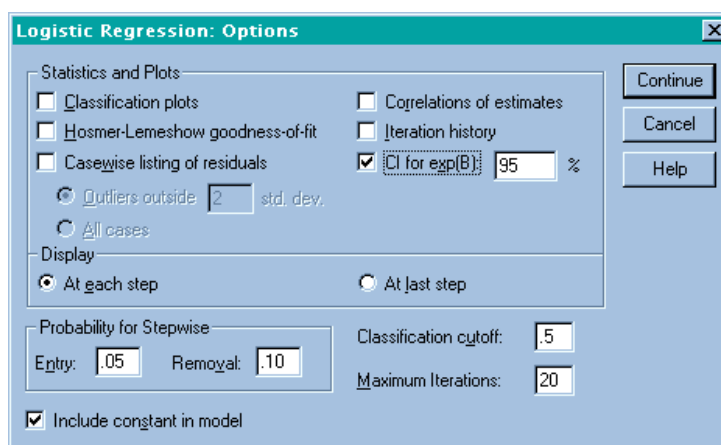 Logistic Regression: Options
Statistics and Plots
Classification plots
Correlations of estimates
Hosmer-Lemeshow goodness-of-fit
Iteration history
Casewise listing of residuals
CI for exp(B): 95 %
Outliers outside 2 std. dev.
All cases
Display
At each step
At last step
Probability for Stepwise
Entry: .05 Removal: .10
Classification cutoff: .5
Maximum Iterations: 20
Include constant in model
Continue
Cancel
Help